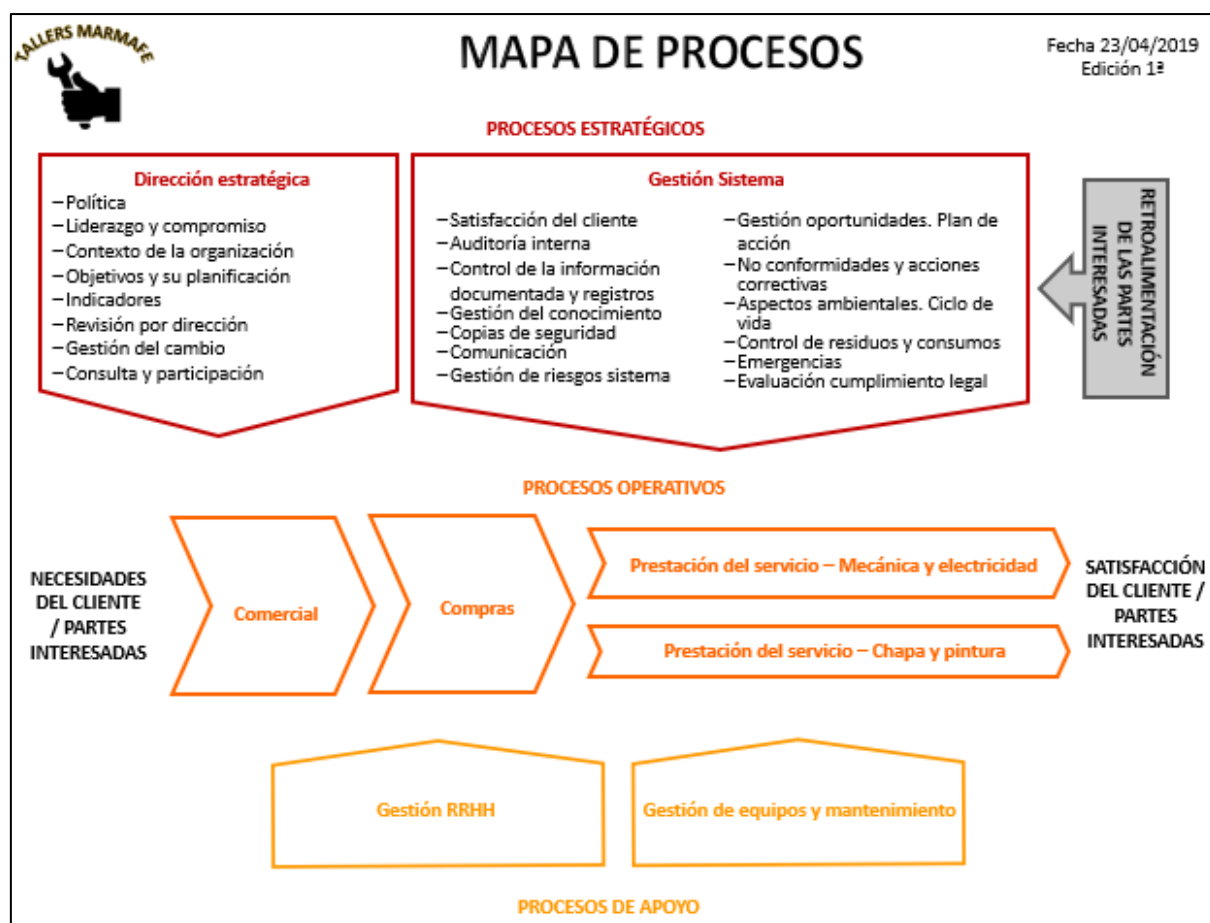 TALLERS MARMAFE
MAPA DE PROCESOS
Fecha 23/04/2019
Edición 1ª
PROCESOS ESTRATÉGICOS
Dirección estratégica
–Política
–Liderazgo y compromiso
–Contexto de la organización
–Objetivos y su planificación
–Indicadores
–Revisión por dirección
–Gestión del cambio
–Consulta y participación
Gestión Sistema
–Satisfacción del cliente
–Auditoría interna
–Control de la información
documentada y registros
–Gestión del conocimiento
–Copias de seguridad
–Comunicación
–Gestión de riesgos sistema
–Gestión oportunidades. Plan de
acción
–No conformidades y acciones
correctivas
–Aspectos ambientales. Ciclo de
vida
–Control de residuos y consumos
–Emergencias
–Evaluación cumplimiento legal
RETROALIMENTACIÓN
DE LAS PARTES
INTERESADAS
PROCESOS OPERATIVOS
NECESIDADES
DEL CLIENTE
/ PARTES
INTERESADAS
Comercial
Compras
Prestación del servicio – Mecánica y electricidad
Prestación del servicio – Chapa y pintura
SATISFACCIÓN
DEL CLIENTE /
PARTES
INTERESADAS
Gestión RRHH
Gestión de equipos y mantenimiento
PROCESOS DE APOYO